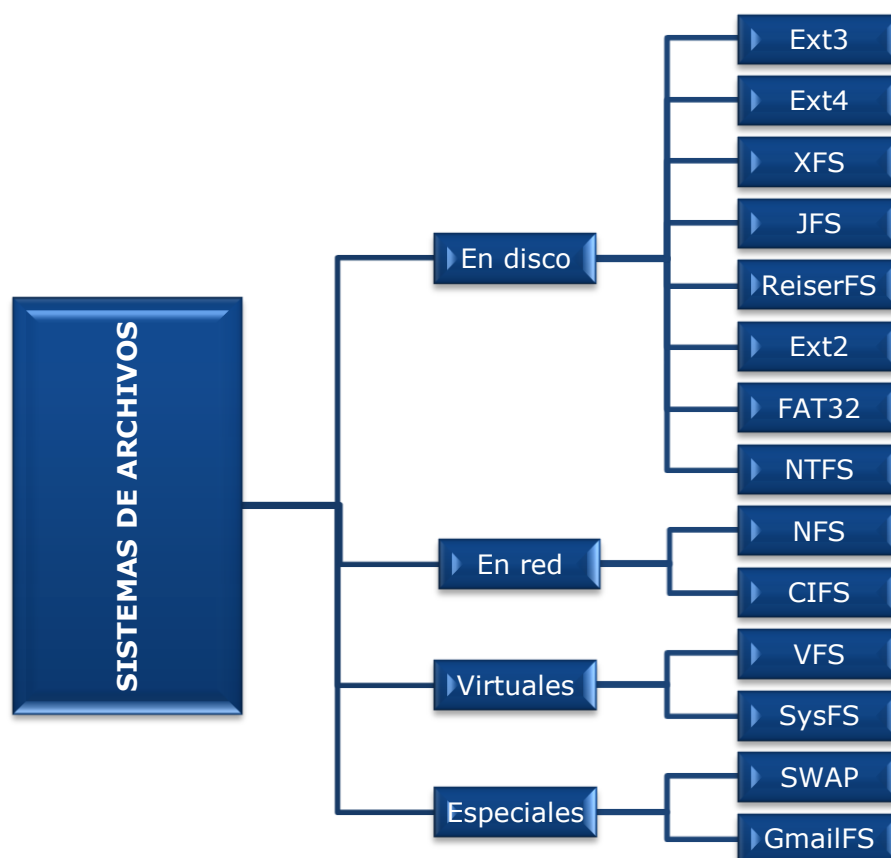 SISTEMAS DE ARCHIVOS
En disco
Ext3
Ext4
XFS
JFS
ReiserFS
Ext2
FAT32
NTFS
En red
NFS
CIFS
Virtuales
VFS
SysFS
Especiales
SWAP
GmailFS